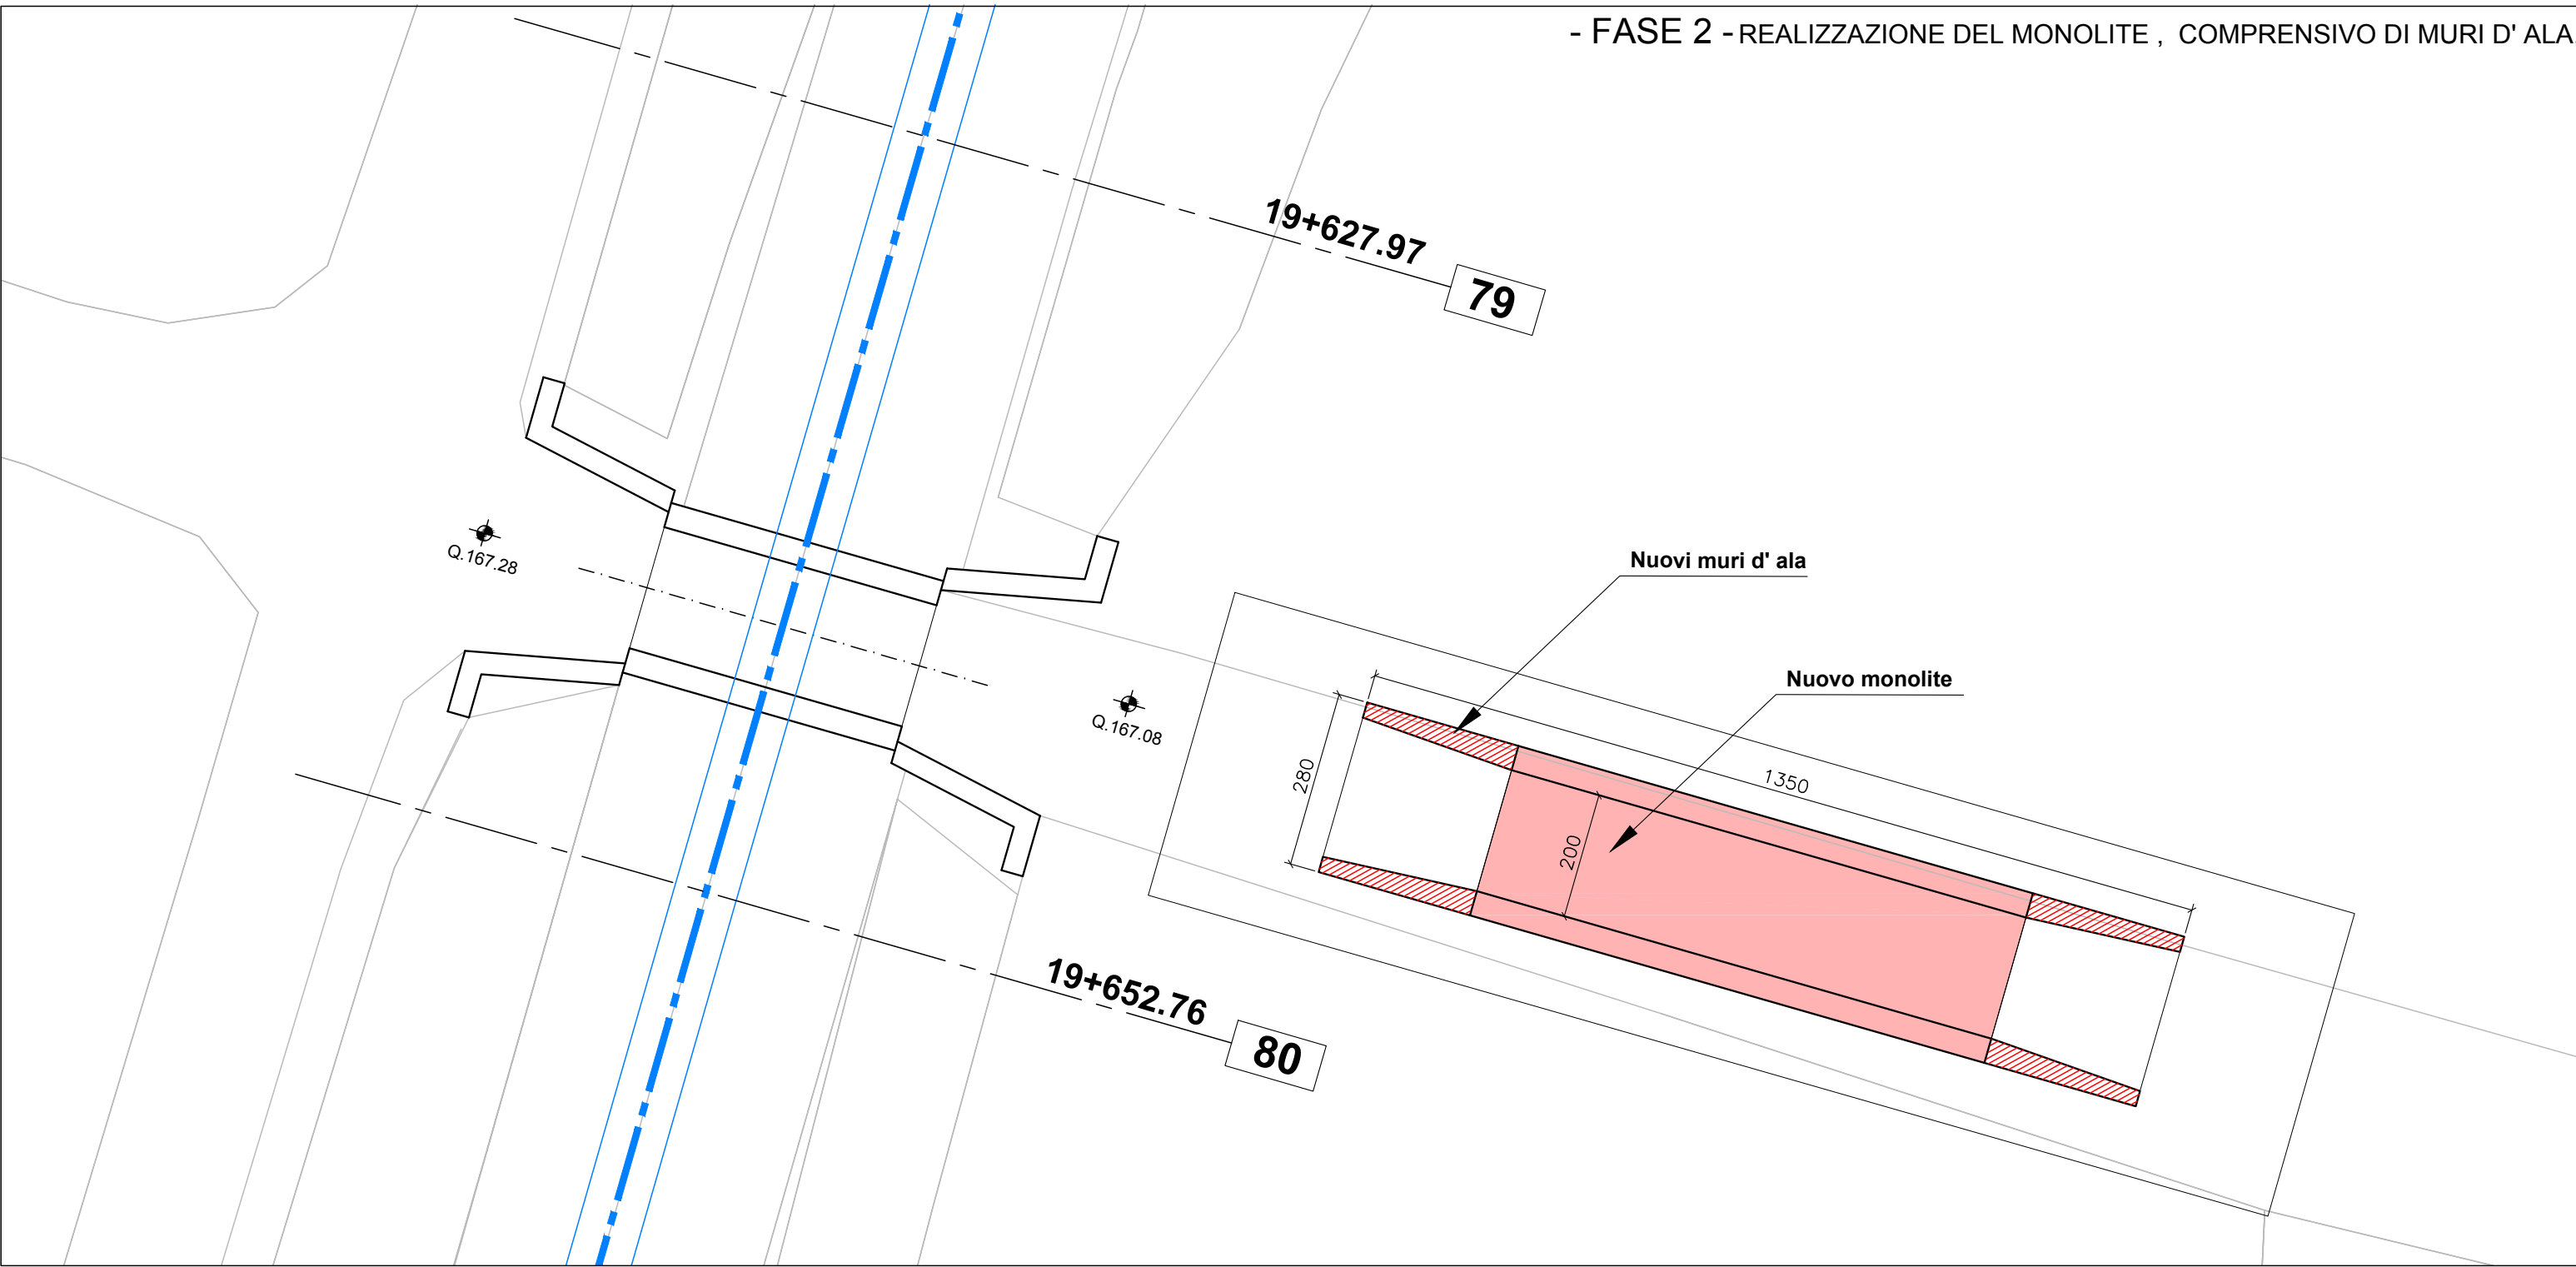 - FASE 2 - REALIZZAZIONE DEL MONOLITE , COMPRENSIVO DI MURI D' ALA
19+627.97
79
Q.167.28
Nuovi muri d' ala
Nuovo monolite
Q.167.08
280
1350
200
19+652.76
80